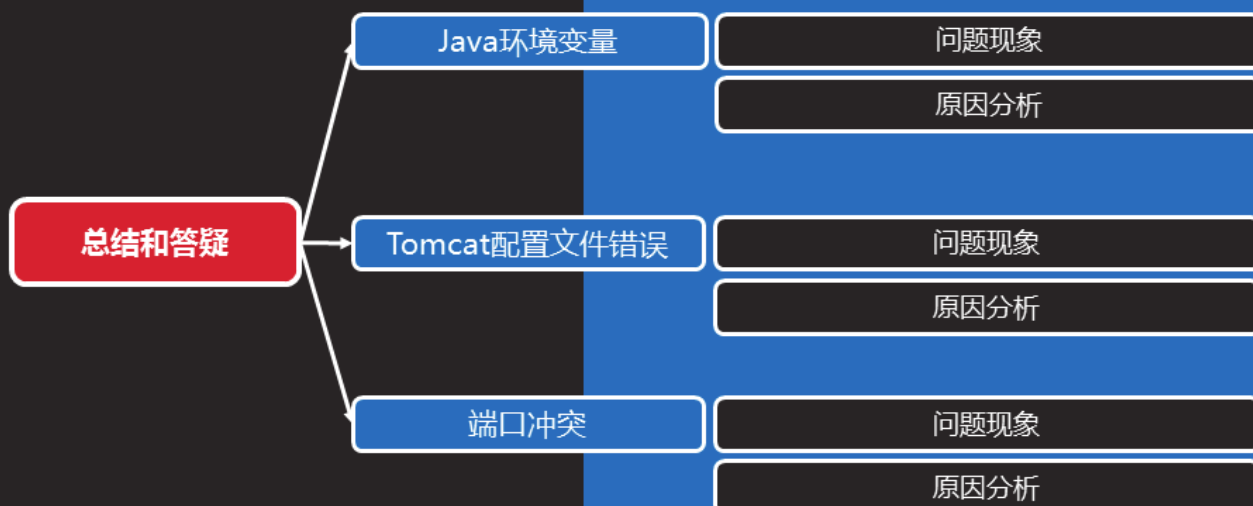 Java环境变量
问题现象
原因分析
总结和答疑
Tomcat配置文件错误
问题现象
原因分析
端口冲突
问题现象
原因分析